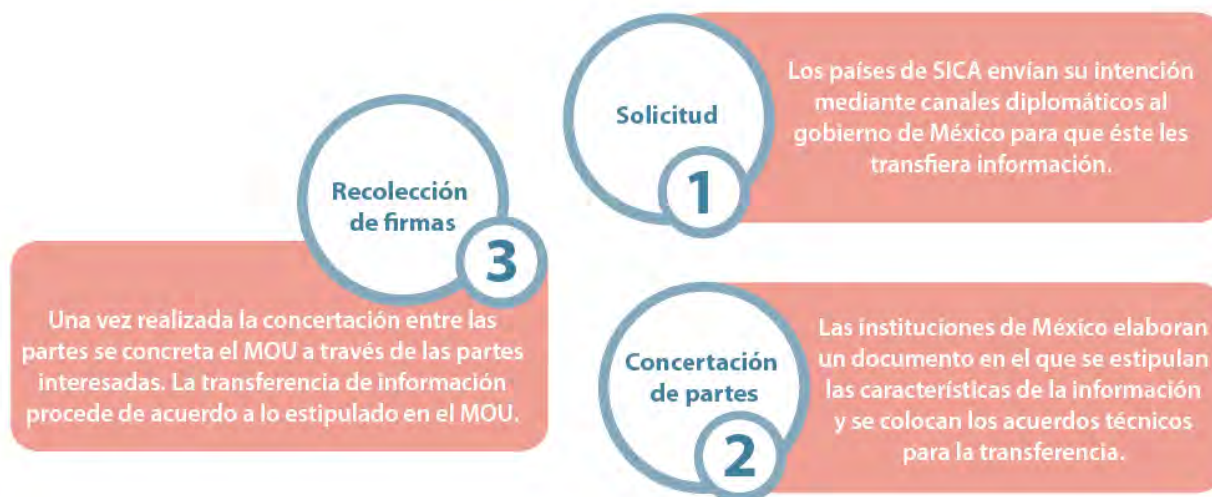 Solicitud
1
Los países de SICA envían su intención
mediante canales diplomáticos al
gobierno de México para que éste les
transfiera información.
Concertación
de partes
2
Las instituciones de México elaboran
un documento en el que se estipulan
las características de la información
y se colocan los acuerdos técnicos
para la transferencia.
Recolección
de firmas
3
Una vez realizada la concertación entre las
partes se concreta el MOU a través de las partes
interesadas. La transferencia de información
procede de acuerdo a lo estipulado en el MOU.